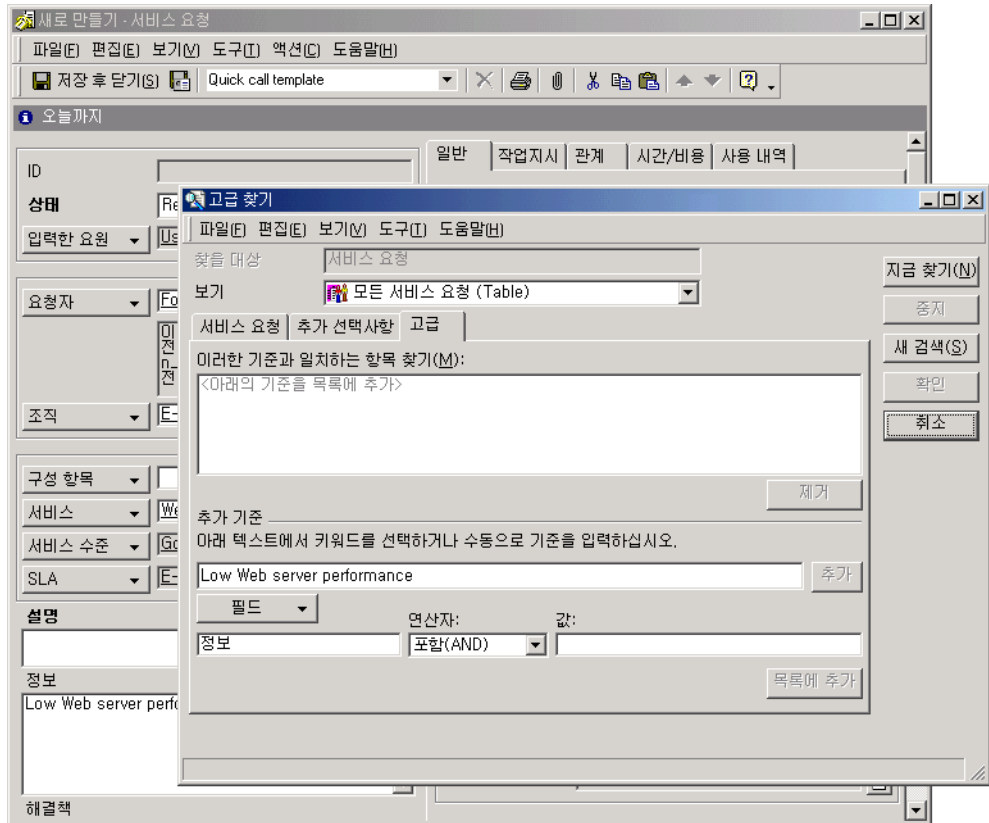 새로 만들기 - 서비스 요청
파일(F) 편집(E) 보기(V) 도구(T) 액션(C) 도움말(H)
저장 후 닫기(S) Quick call template
오늘까지
일반 작업지시 관계 시간/비용 사용 내역
ID
상태
입력한 요원
요청자
조직
구성 항목
서비스
서비스 수준
SLA
설명
정보
Low Web server
해결책
고급 찾기
파일(F) 편집(E) 보기(V) 도구(T) 도움말(H)
찾을 대상 서비스 요청
보기 모든 서비스 요청 (Table)
서비스 요청 추가 선택사항 고급
이러한 기준과 일치하는 항목 찾기(M):
<아래의 기준을 목록에 추가>
제거
추가 기준
아래 텍스트에서 키워드를 선택하거나 수동으로 기준을 입력하십시오.
Low Web server performance 추가
필드
연산자: 값:
정보 포함(AND)
목록에 추가
지금 찾기(N)
중지
새 검색(S)
확인
취소